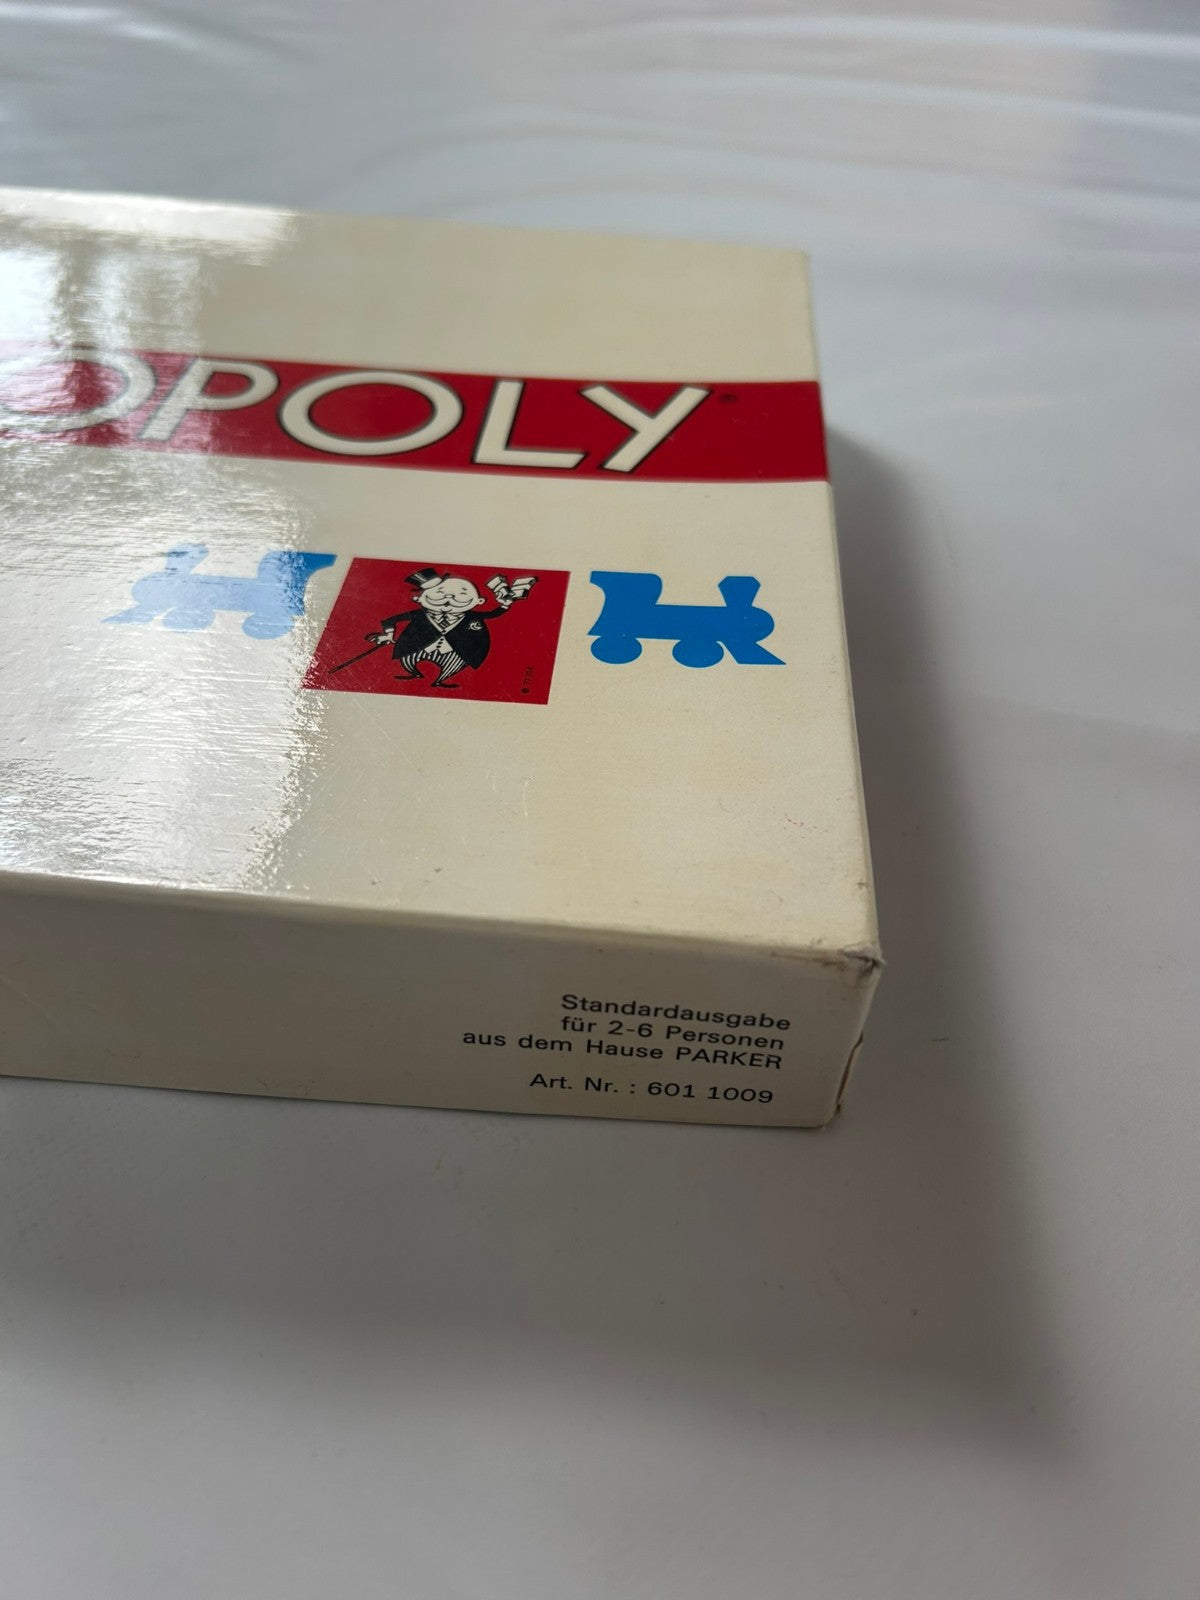 OPOLY®
Standardausgabe
für 2-6 Personen
aus dem Hause PARKER
Art. Nr. : 601 1009